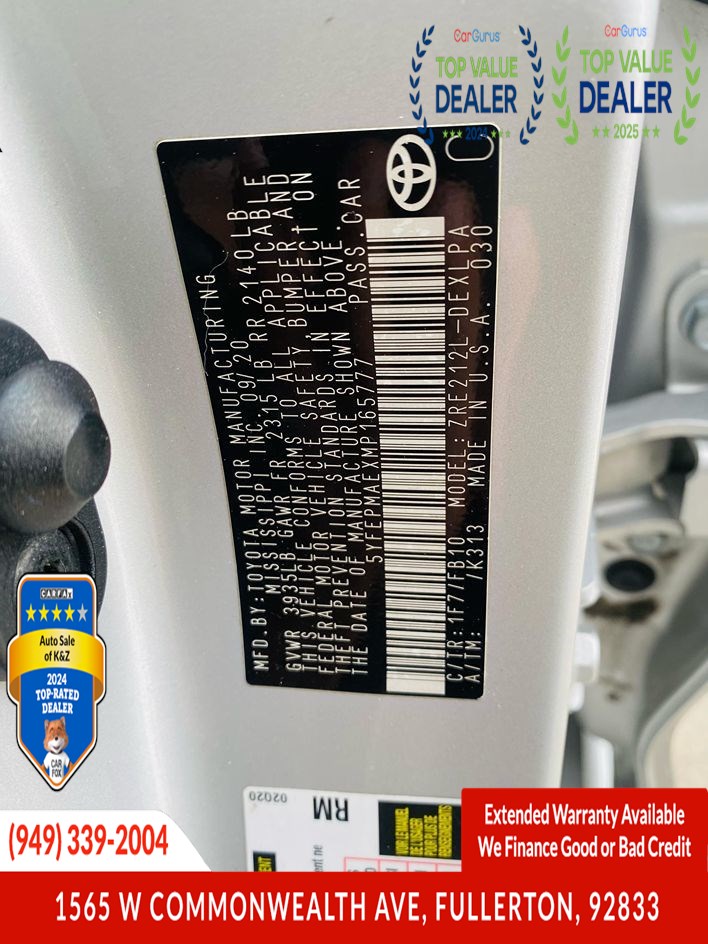 CarGurus
TOP VALUE
DEALER
★★★ 2024 ★
CarGurus
TOP VALUE
DEALER
★★ 2025 ★★
MFD. BY: TOYOTA MOTOR MANUFACTURING
MISSISSIPPI INC. 09/20
GVWR 3935LB GAWR FR 2315 LB RR 2140 LB
THIS VEHICLE CONFORMS TO ALL APPLICABLE
FEDERAL MOTOR VEHICLE SAFETY BUMPER AND
THEFT PREVENTION STANDARDS IN EFFECT ON
THE DATE OF MANUFACTURE SHOWN ABOVE.
5YFEPMAEXMP165777 PASS.CAR
C/TR: 1F7/FB10 MODEL: ZRE212L-DEXLPA
A/TM: /K313 MADE IN U.S.A. 030
CARFAX
Auto Sale
of K&Z
2024
TOP-RATED
DEALER
CAR
FOX
02020
RM
(949) 339-2004
Extended Warranty Available
We Finance Good or Bad Credit
1565 W COMMONWEALTH AVE, FULLERTON, 92833